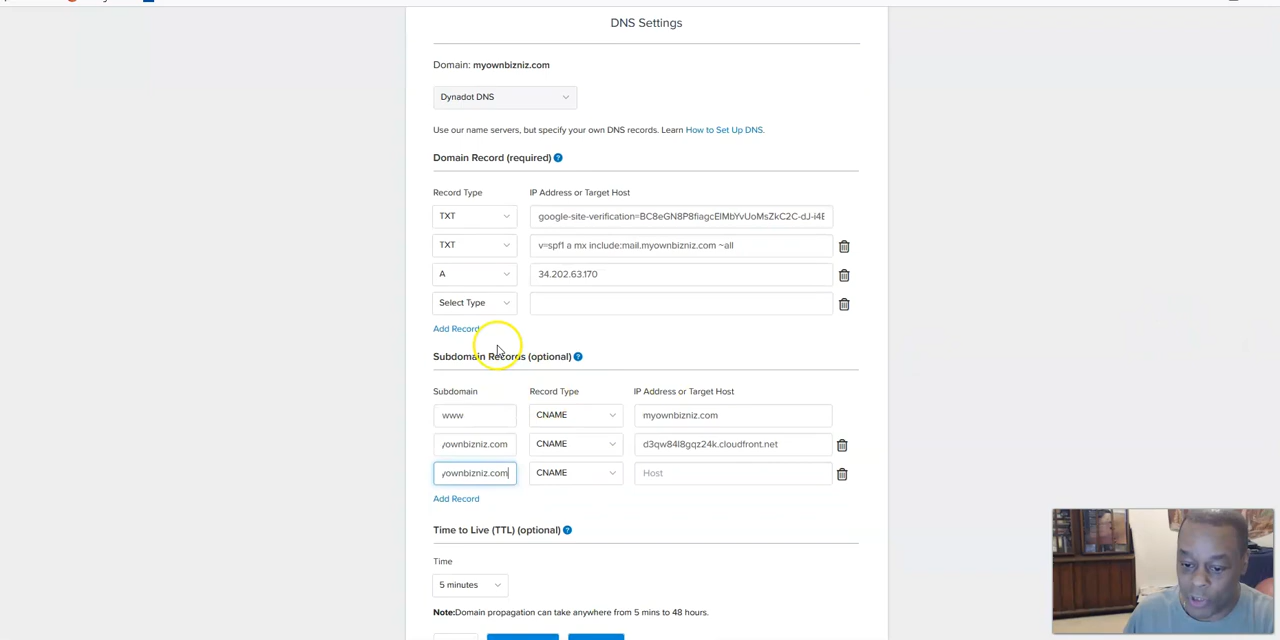 DNS Settings
Domain: myownbizniz.com
Dynadot DNS
Use our name servers, but specify your own DNS records. Learn How to Set Up DNS.
Domain Record (required) ?
Record Type IP Address or Target Host
TXT google-site-verification=BC8eGN8P8fiagcElMbYvUoMsZkC2C-dJ-i4E
TXT v=spf1 a mx include:mail.myownbizniz.com ~all
A 34.202.63.170
Select Type
Add Record
Subdomain Records (optional) ?
Subdomain Record Type IP Address or Target Host
www CNAME myownbizniz.com
yownbizniz.com CNAME d3qw84l8gqz24k.cloudfront.net
yownbizniz.com CNAME Host
Add Record
Time to Live (TTL) (optional) ?
Time
5 minutes
Note:Domain propagation can take anywhere from 5 mins to 48 hours.